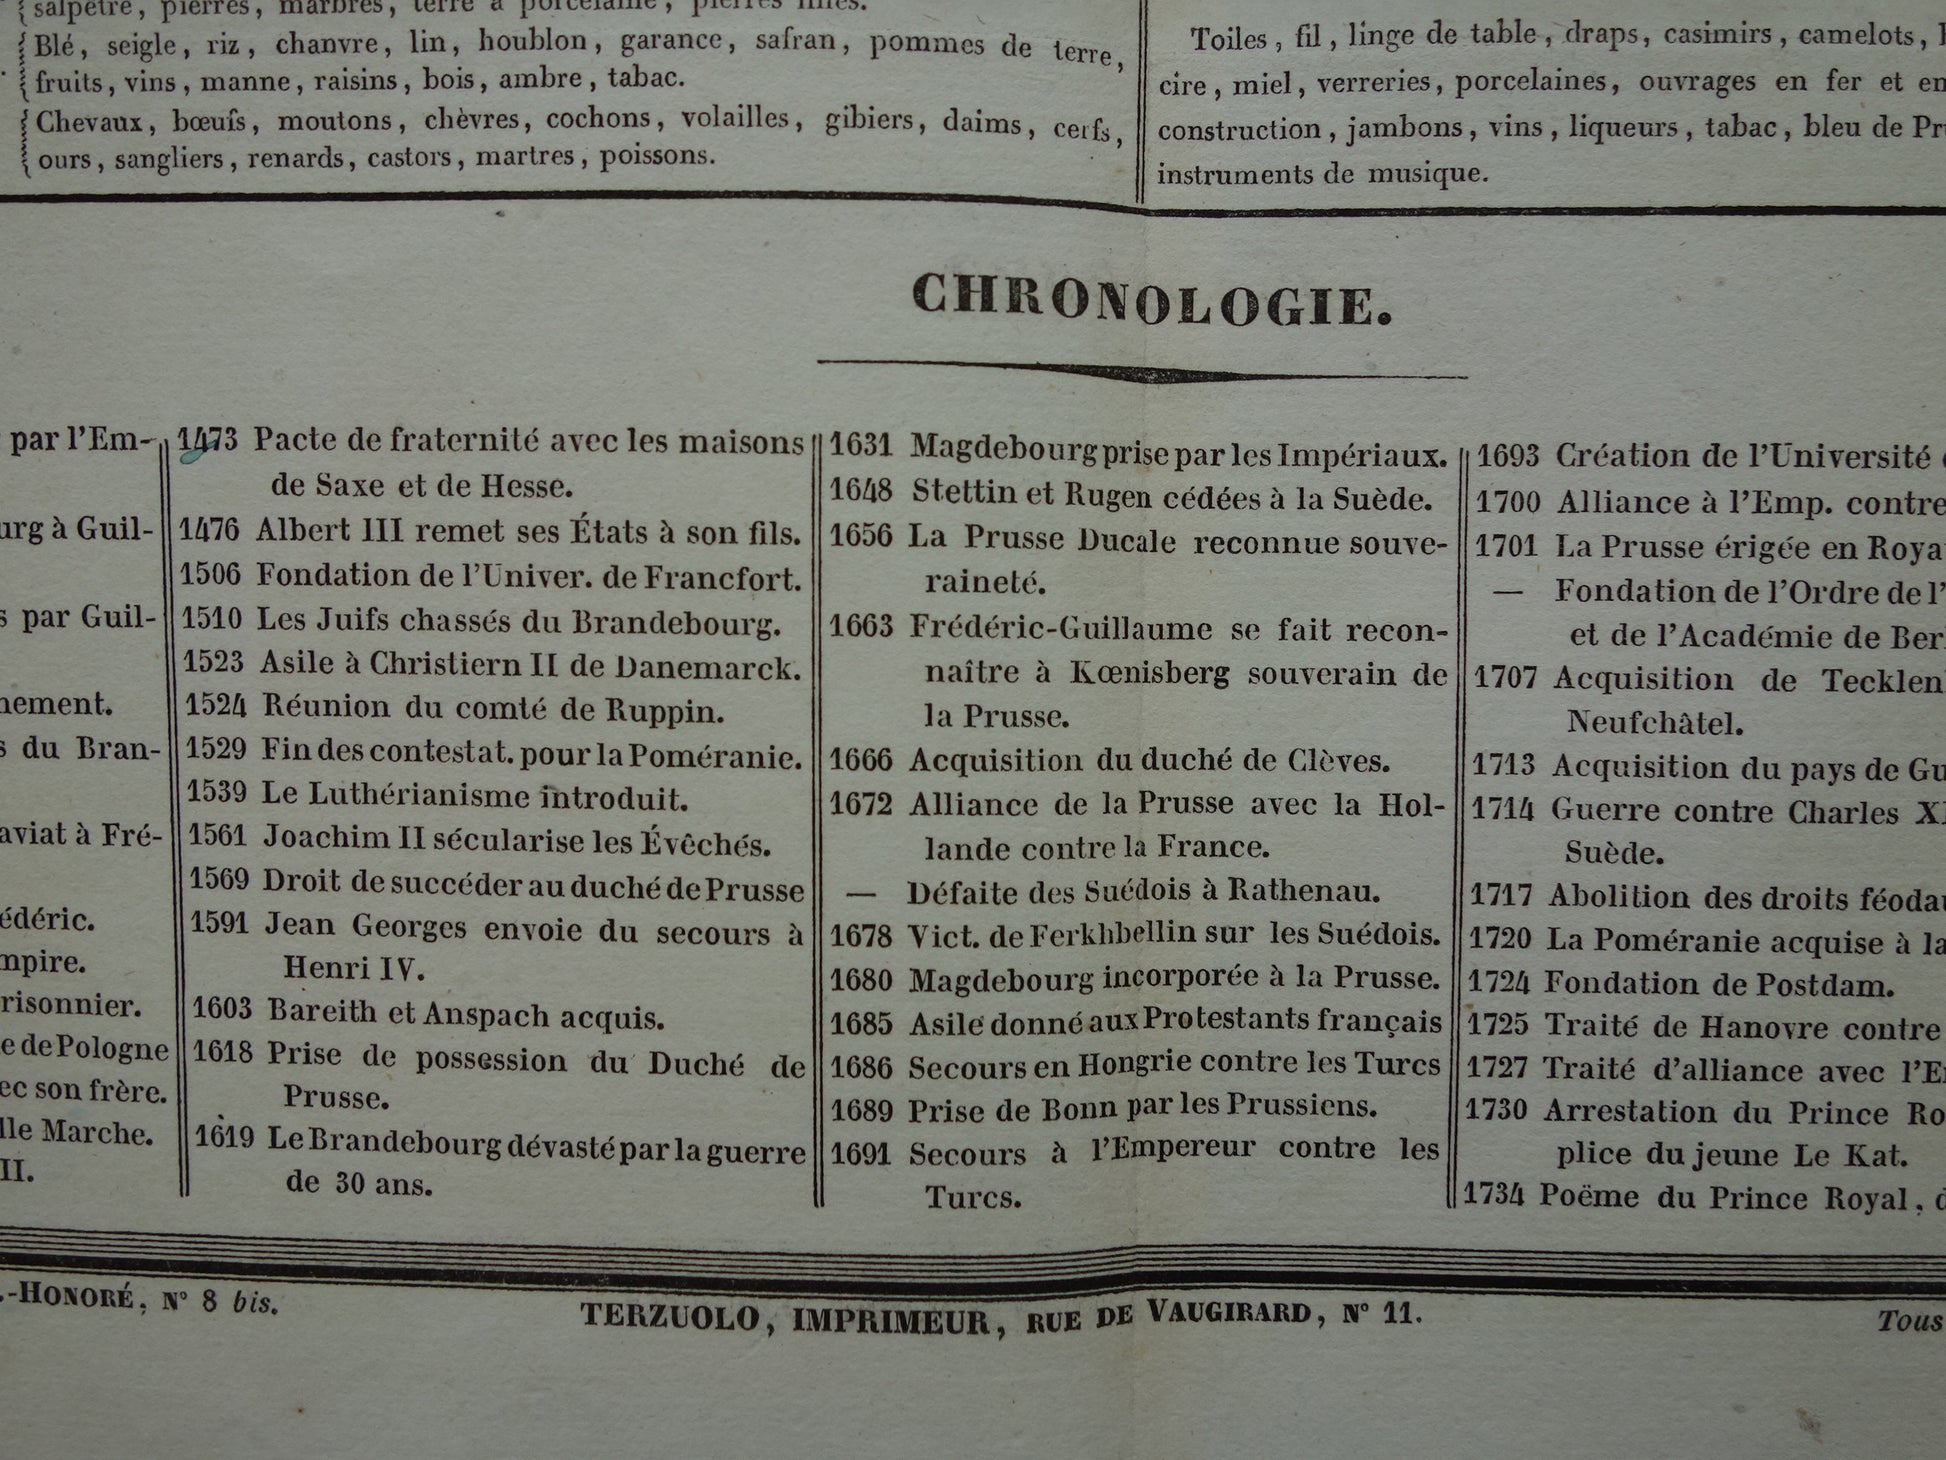 salpêtre, pierres, marbres, terre à porcelaine, pierres fines.
Blé, seigle, riz, chanvre, lin, houblon, garance, safran, pommes de terre,
fruits, vins, manne, raisins, bois, ambre, tabac.
Chevaux, bœufs, moutons, chèvres, cochons, volailles, gibiers, daims, cerfs,
ours, sangliers, renards, castors, martres, poissons.
Toiles, fil, linge de table, draps, casimirs, camelots,
cire, miel, verreries, porcelaines, ouvrages en fer et en
construction, jambons, vins, liqueurs, tabac, bleu de Pr
instruments de musique.
CHRONOLOGIE.
par l'Em-
urg à Guil-
s par Guil-
nement.
s du Bran-
aviat à Fré-
édéric.
mpire.
risonnier.
e de Pologne
ec son frère.
lle Marche.
II.
1473 Pacte de fraternité avec les maisons
de Saxe et de Hesse.
1476 Albert III remet ses États à son fils.
1506 Fondation de l'Univer. de Francfort.
1510 Les Juifs chassés du Brandebourg.
1523 Asile à Christiern II de Danemarck.
1524 Réunion du comté de Ruppin.
1529 Fin des contestat. pour la Poméranie.
1539 Le Luthérianisme introduit.
1561 Joachim II sécularise les Évêchés.
1569 Droit de succéder au duché de Prusse
1591 Jean Georges envoie du secours à
Henri IV.
1603 Bareith et Anspach acquis.
1618 Prise de possession du Duché de
Prusse.
1619 Le Brandebourg dévasté par la guerre
de 30 ans.
1631 Magdebourg prise par les Impériaux.
1648 Stettin et Rugen cédées à la Suède.
1656 La Prusse Ducale reconnue souve-
raineté.
1663 Frédéric-Guillaume se fait recon-
naître à Kœnisberg souverain de
la Prusse.
1666 Acquisition du duché de Clèves.
1672 Alliance de la Prusse avec la Hol-
lande contre la France.
— Défaite des Suédois à Rathenau.
1678 Vict. de Ferkhbellin sur les Suédois.
1680 Magdebourg incorporée à la Prusse.
1685 Asile donné aux Protestants français
1686 Secours en Hongrie contre les Turcs
1689 Prise de Bonn par les Prussiens.
1691 Secours à l'Empereur contre les
Turcs.
1693 Création de l'Université
1700 Alliance à l'Emp. contre
1701 La Prusse érigée en Roya
— Fondation de l'Ordre de l'
et de l'Académie de Ber
1707 Acquisition de Tecklen
Neufchâtel.
1713 Acquisition du pays de Gu
1714 Guerre contre Charles XI
Suède.
1717 Abolition des droits féodau
1720 La Poméranie acquise à la
1724 Fondation de Postdam.
1725 Traité de Hanovre contre
1727 Traité d'alliance avec l'E
1730 Arrestation du Prince Ro
plice du jeune Le Kat.
1734 Poëme du Prince Royal, d
.-HONORÉ, N° 8 bis.
TERZUOLO, IMPRIMEUR, RUE DE VAUGIRARD, N° 11.
Tous